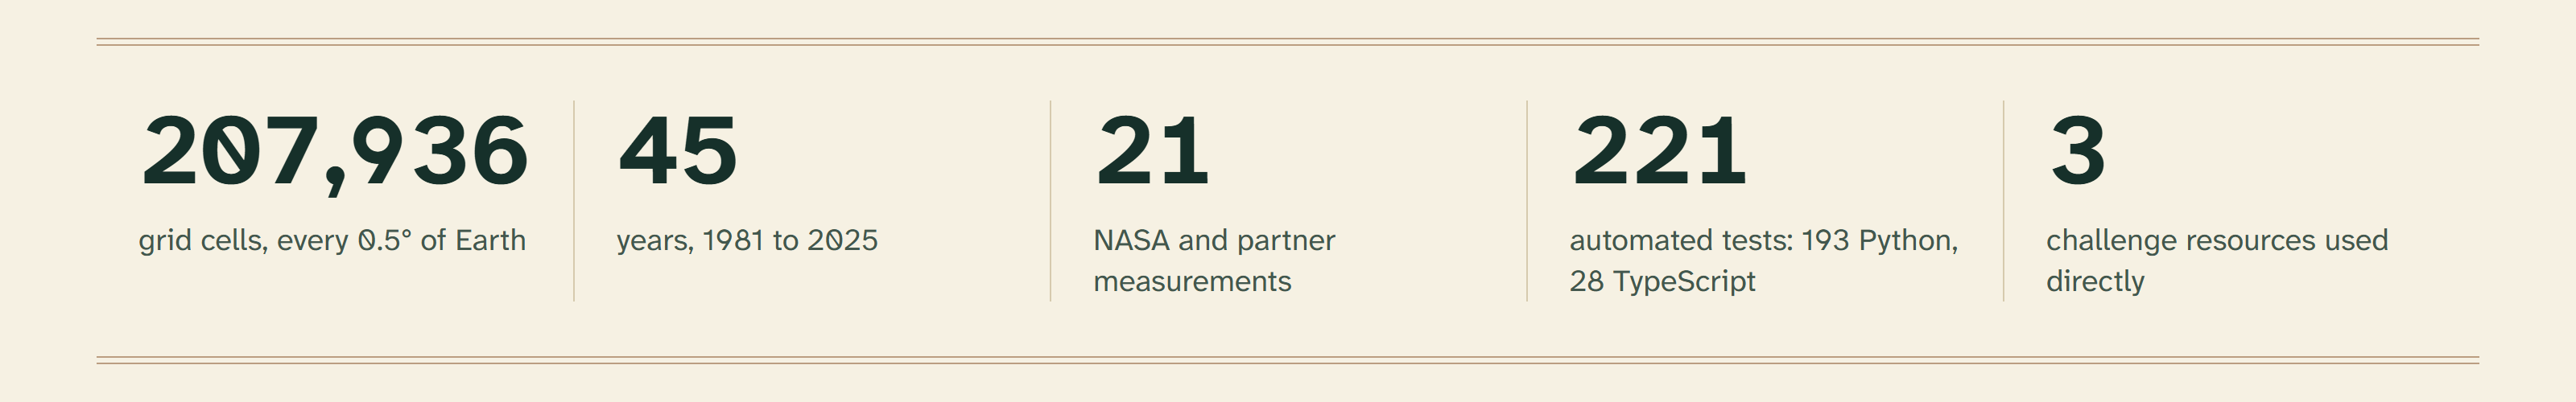 207,936
grid cells, every 0.5° of Earth
45
years, 1981 to 2025
21
NASA and partner
measurements
221
automated tests: 193 Python,
28 TypeScript
3
challenge resources used
directly